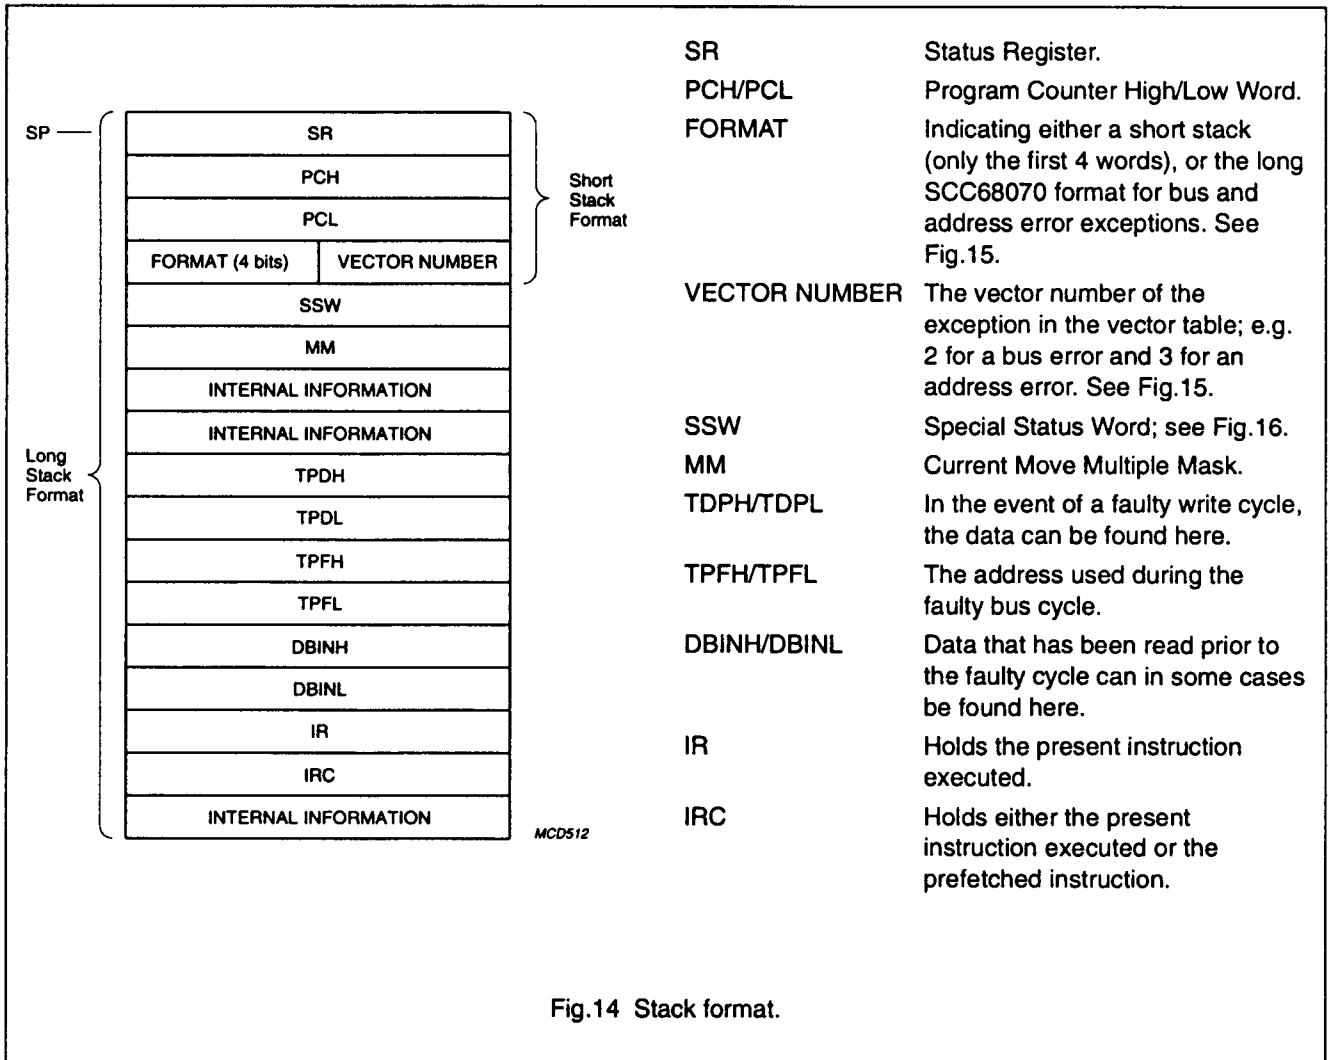 SP
SR
PCH
PCL
FORMAT (4 bits) VECTOR NUMBER
SSW
MM
INTERNAL INFORMATION
INTERNAL INFORMATION
TPDH
TPDL
TPFH
TPFL
DBINH
DBINL
IR
IRC
INTERNAL INFORMATION
Short
Stack
Format
Long
Stack
Format
MCD512
SR Status Register.
PCH/PCL Program Counter High/Low Word.
FORMAT Indicating either a short stack
(only the first 4 words), or the long
SCC68070 format for bus and
address error exceptions. See
Fig.15.
VECTOR NUMBER The vector number of the
exception in the vector table; e.g.
2 for a bus error and 3 for an
address error. See Fig.15.
SSW Special Status Word; see Fig.16.
MM Current Move Multiple Mask.
TDPH/TDPL In the event of a faulty write cycle,
the data can be found here.
TPFH/TPFL The address used during the
faulty bus cycle.
DBINH/DBINL Data that has been read prior to
the faulty cycle can in some cases
be found here.
IR Holds the present instruction
executed.
IRC Holds either the present
instruction executed or the
prefetched instruction.
Fig.14 Stack format.